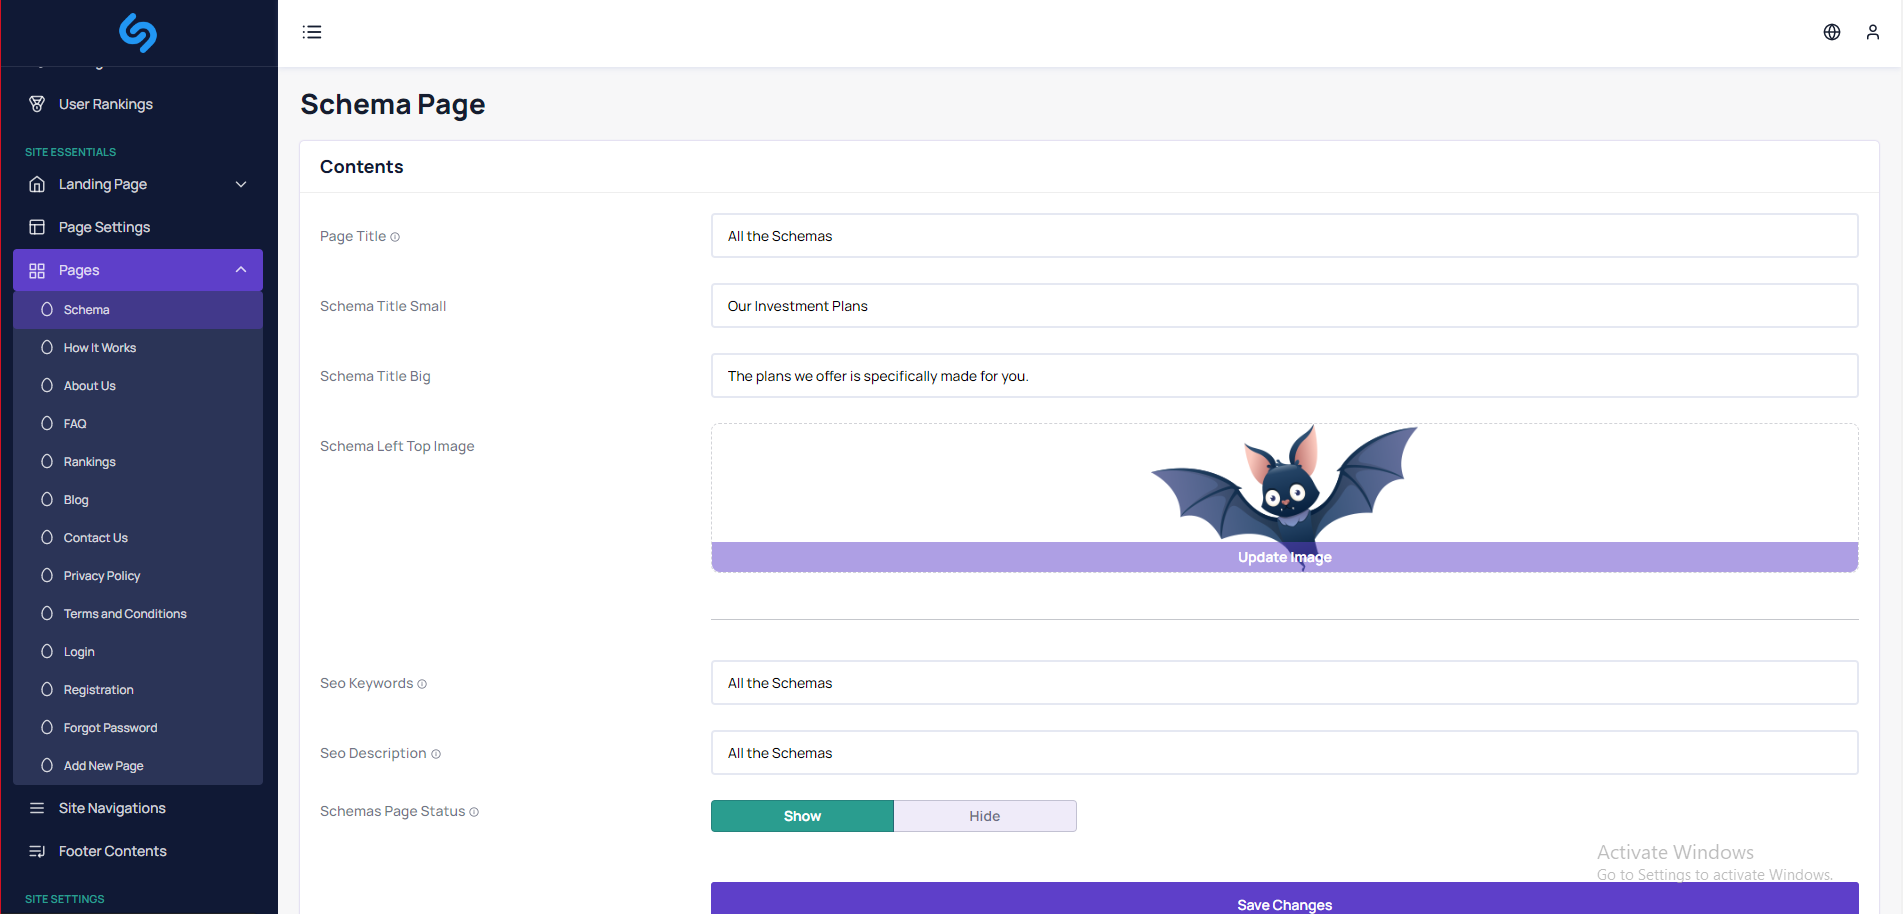 User Rankings
SITE ESSENTIALS
Landing Page
Page Settings
Pages
Schema
How It Works
About Us
FAQ
Rankings
Blog
Contact Us
Privacy Policy
Terms and Conditions
Login
Registration
Forgot Password
Add New Page
Site Navigations
Footer Contents
SITE SETTINGS
Schema Page
Contents
Page Title
All the Schemas
Schema Title Small
Our Investment Plans
Schema Title Big
The plans we offer is specifically made for you.
Schema Left Top Image
Update Image
Seo Keywords
All the Schemas
Seo Description
All the Schemas
Schemas Page Status
Show
Hide
Activate Windows
Go to Settings to activate Windows.
Save Changes